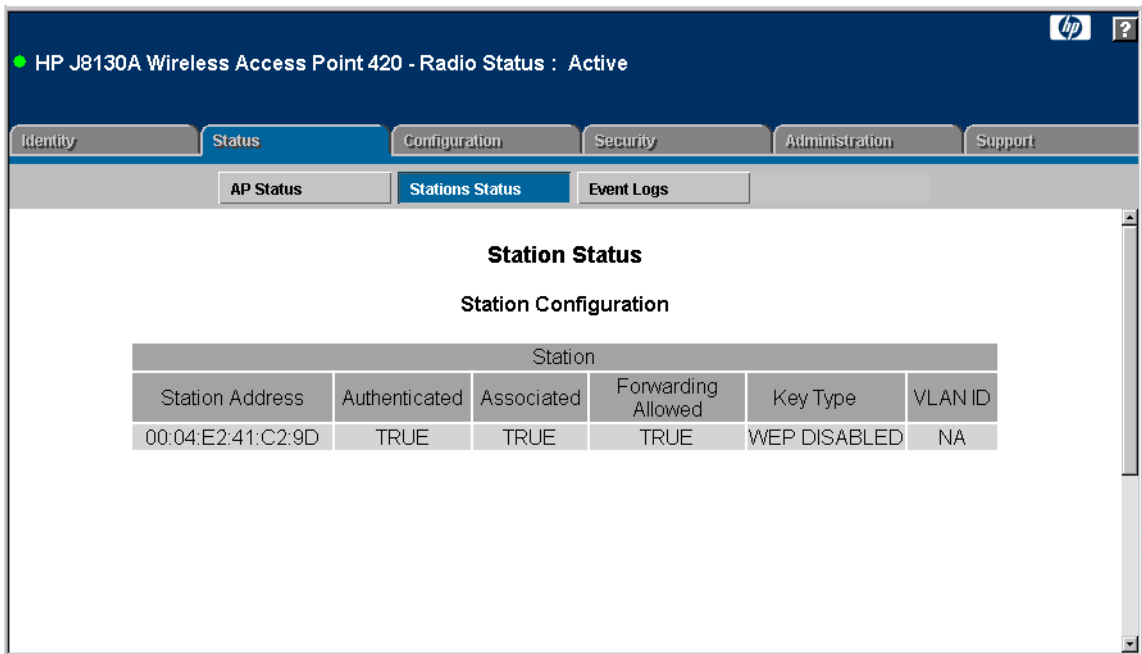 hp ?
HP J8130A Wireless Access Point 420 - Radio Status : Active
Identity Status Configuration Security Administration Support
AP Status Stations Status Event Logs
Station Status
Station Configuration
Station
Station Address Authenticated Associated Forwarding Allowed Key Type VLAN ID
00:04:E2:41:C2:9D TRUE TRUE TRUE WEP DISABLED NA